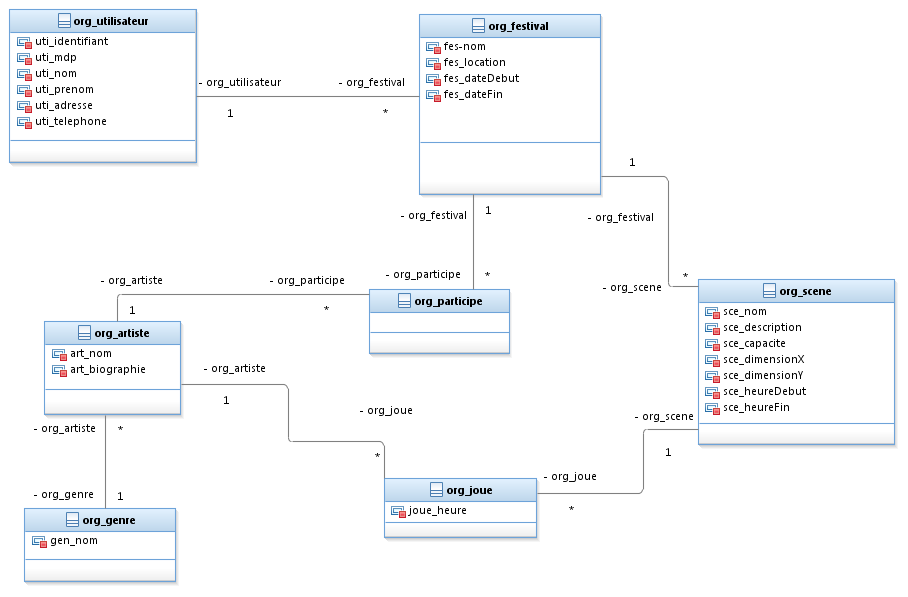 org_utilisateur
uti_identifiant
uti_mdp
uti_nom
uti_prenom
uti_adresse
uti_telephone
- org_utilisateur
1
- org_festival
*
org_festival
fes-nom
fes_location
fes_dateDebut
fes_dateFin
1
- org_festival
- org_scene
*
- org_festival
1
- org_participe
*
- org_artiste
1
- org_participe
*
org_participe
org_scene
sce_nom
sce_description
sce_capacite
sce_dimensionX
sce_dimensionY
sce_heureDebut
sce_heureFin
org_artiste
art_nom
art_biographie
- org_artiste
1
- org_joue
*
- org_scene
1
- org_joue
*
- org_artiste
*
- org_genre
1
org_joue
joue_heure
org_genre
gen_nom